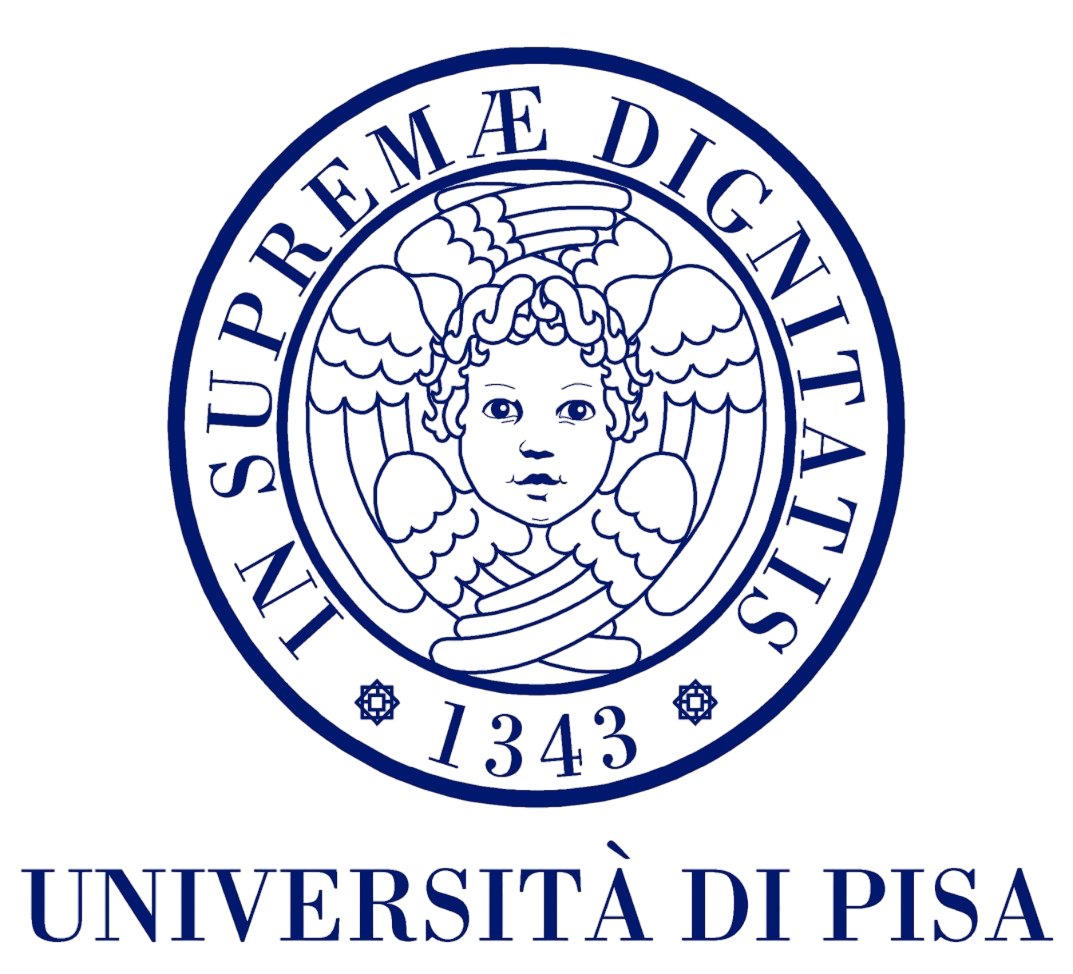 IN SUPREMÆ DIGNITATIS
1343
UNIVERSITÀ DI PISA